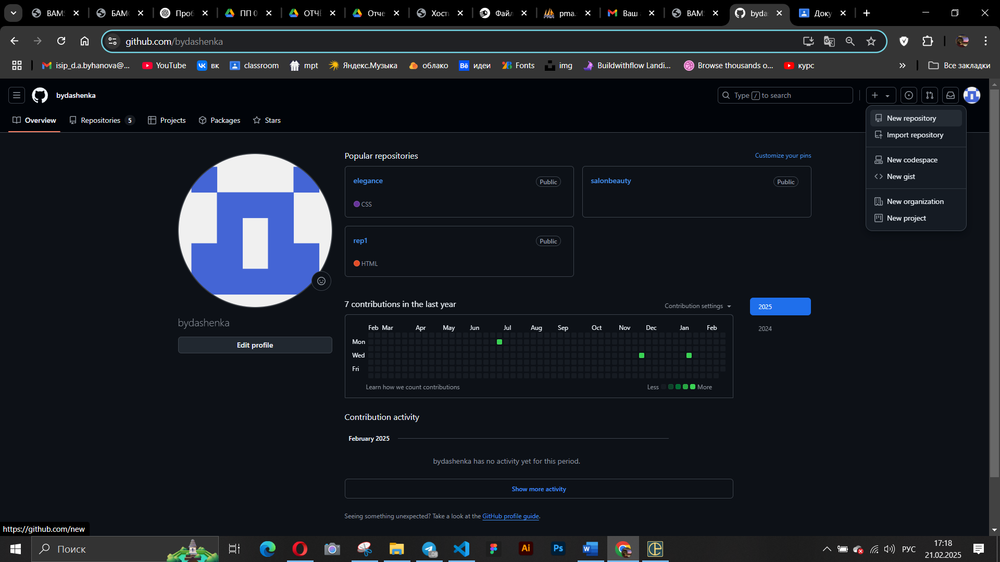 BAM
БАМ
Проб
ПП 0
ОТЧЁ
Отче
Хост
Файл
pma.
Ваш
BAM
byda
Доку
github.com/bydashenka
isip_d.a.byhanova@...
YouTube
вк
classroom
mpt
Яндекс.Музыка
облако
Bē идеи
Fonts
img
Buildwithflow Landi...
Browse thousands o...
курс
Все закладки
bydashenka
Type / to search
Overview
Repositories 5
Projects
Packages
Stars
New repository
Import repository
New codespace
New gist
New organization
New project
Popular repositories
Customize your pins
elegance
Public
CSS
salonbeauty
Public
rep1
Public
HTML
bydashenka
Edit profile
7 contributions in the last year
Contribution settings
2025
2024
Feb Mar Apr May Jun Jul Aug Sep Oct Nov Dec Jan Feb
Mon
Wed
Fri
Learn how we count contributions
Less More
Contribution activity
February 2025
bydashenka has no activity yet for this period.
Show more activity
Seeing something unexpected? Take a look at the GitHub profile guide.
https://github.com/new
Поиск
.08
Ai
Ps
РУС
17:18
21.02.2025